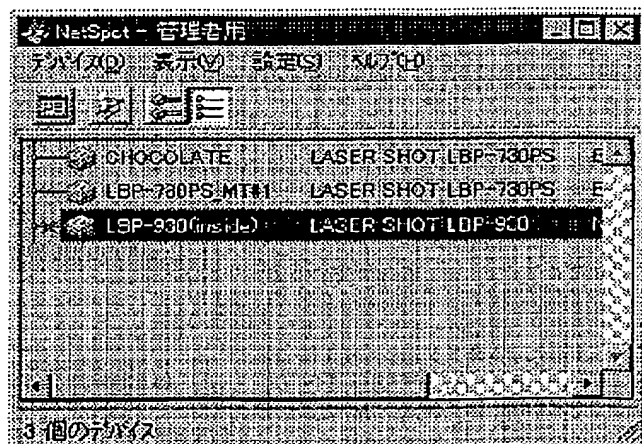 NetSpot - 管理者用
デバイス(D) 表示(V) 設定(S) ヘルプ(H)
CHOCOLATE LASER SHOT LBP-730PS E
LBP-730PS_MT#1 LASER SHOT LBP-730PS E
LBP-930(inside) LASER SHOT LBP-930 N
3 個のデバイス